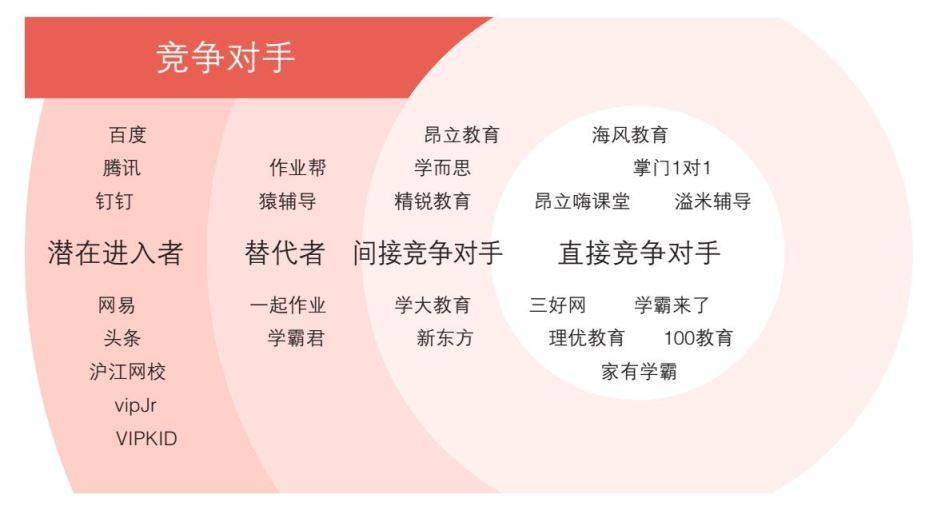 竞争对手
百度
腾讯
钉钉
潜在进入者
网易
头条
沪江网校
vipJr
VIPKID
作业帮
猿辅导
替代者
一起作业
学霸君
昂立教育
学而思
精锐教育
间接竞争对手
学大教育
新东方
海风教育
掌门1对1
昂立嗨课堂 溢米辅导
直接竞争对手
三好网 学霸来了
理优教育 100教育
家有学霸